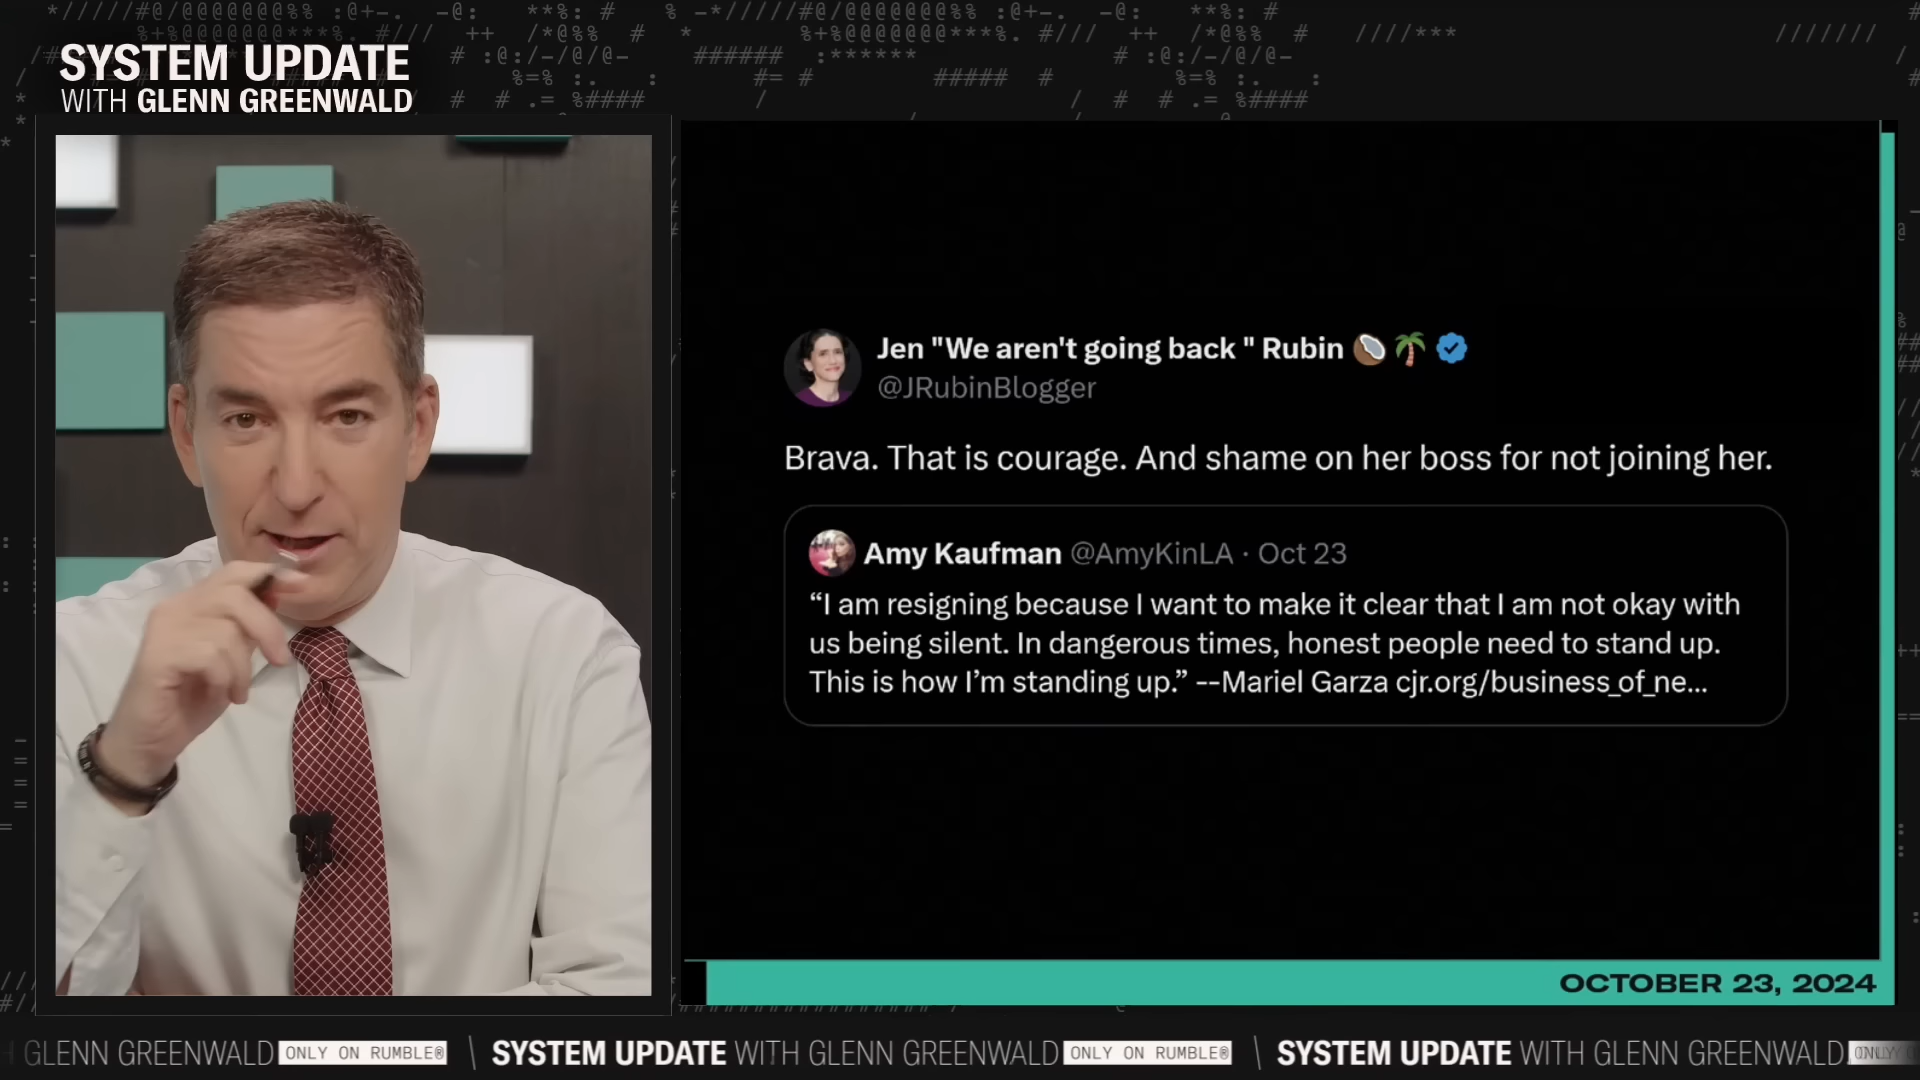 SYSTEM UPDATE
WITH GLENN GREENWALD
Jen "We aren't going back " Rubin
@JRubinBlogger
Brava. That is courage. And shame on her boss for not joining her.
Amy Kaufman @AmyKinLA · Oct 23
“I am resigning because I want to make it clear that I am not okay with
us being silent. In dangerous times, honest people need to stand up.
This is how I’m standing up.” --Mariel Garza cjr.org/business_of_ne...
OCTOBER 23, 2024
GLENN GREENWALD ONLY ON RUMBLE® \ SYSTEM UPDATE WITH GLENN GREENWALD ONLY ON RUMBLE® \ SYSTEM UPDATE WITH GLENN GREENWALD